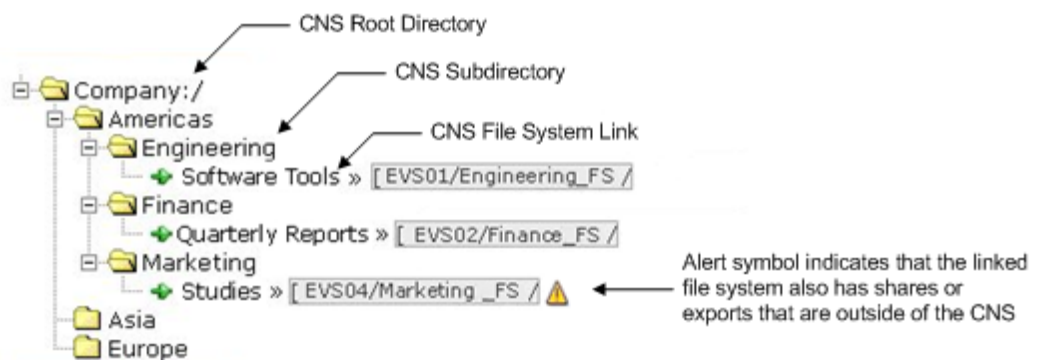 CNS Root Directory
CNS Subdirectory
Company:/
Americas
CNS File System Link
Engineering
Software Tools » [ EVS01/Engineering_FS /
Finance
Quarterly Reports » [ EVS02/Finance_FS /
Marketing
Studies » [ EVS04/Marketing _FS /
Alert symbol indicates that the linked
file system also has shares or
exports that are outside of the CNS
Asia
Europe